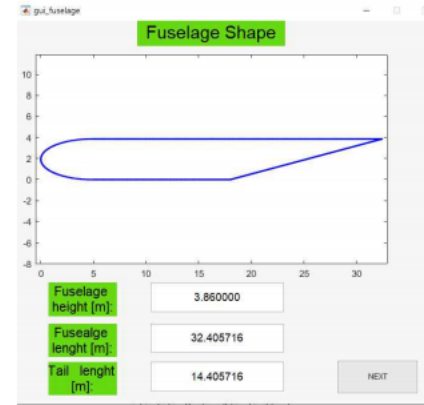 gui_fuselage
Fuselage Shape
10
8
6
4
2
0
-2
-4
-6
-8
0 5 10 15 20 25 30
Fuselage
height [m]:
3.860000
Fusealge
lenght [m]:
32.405716
Tail lenght
[m]:
14.405716
NEXT